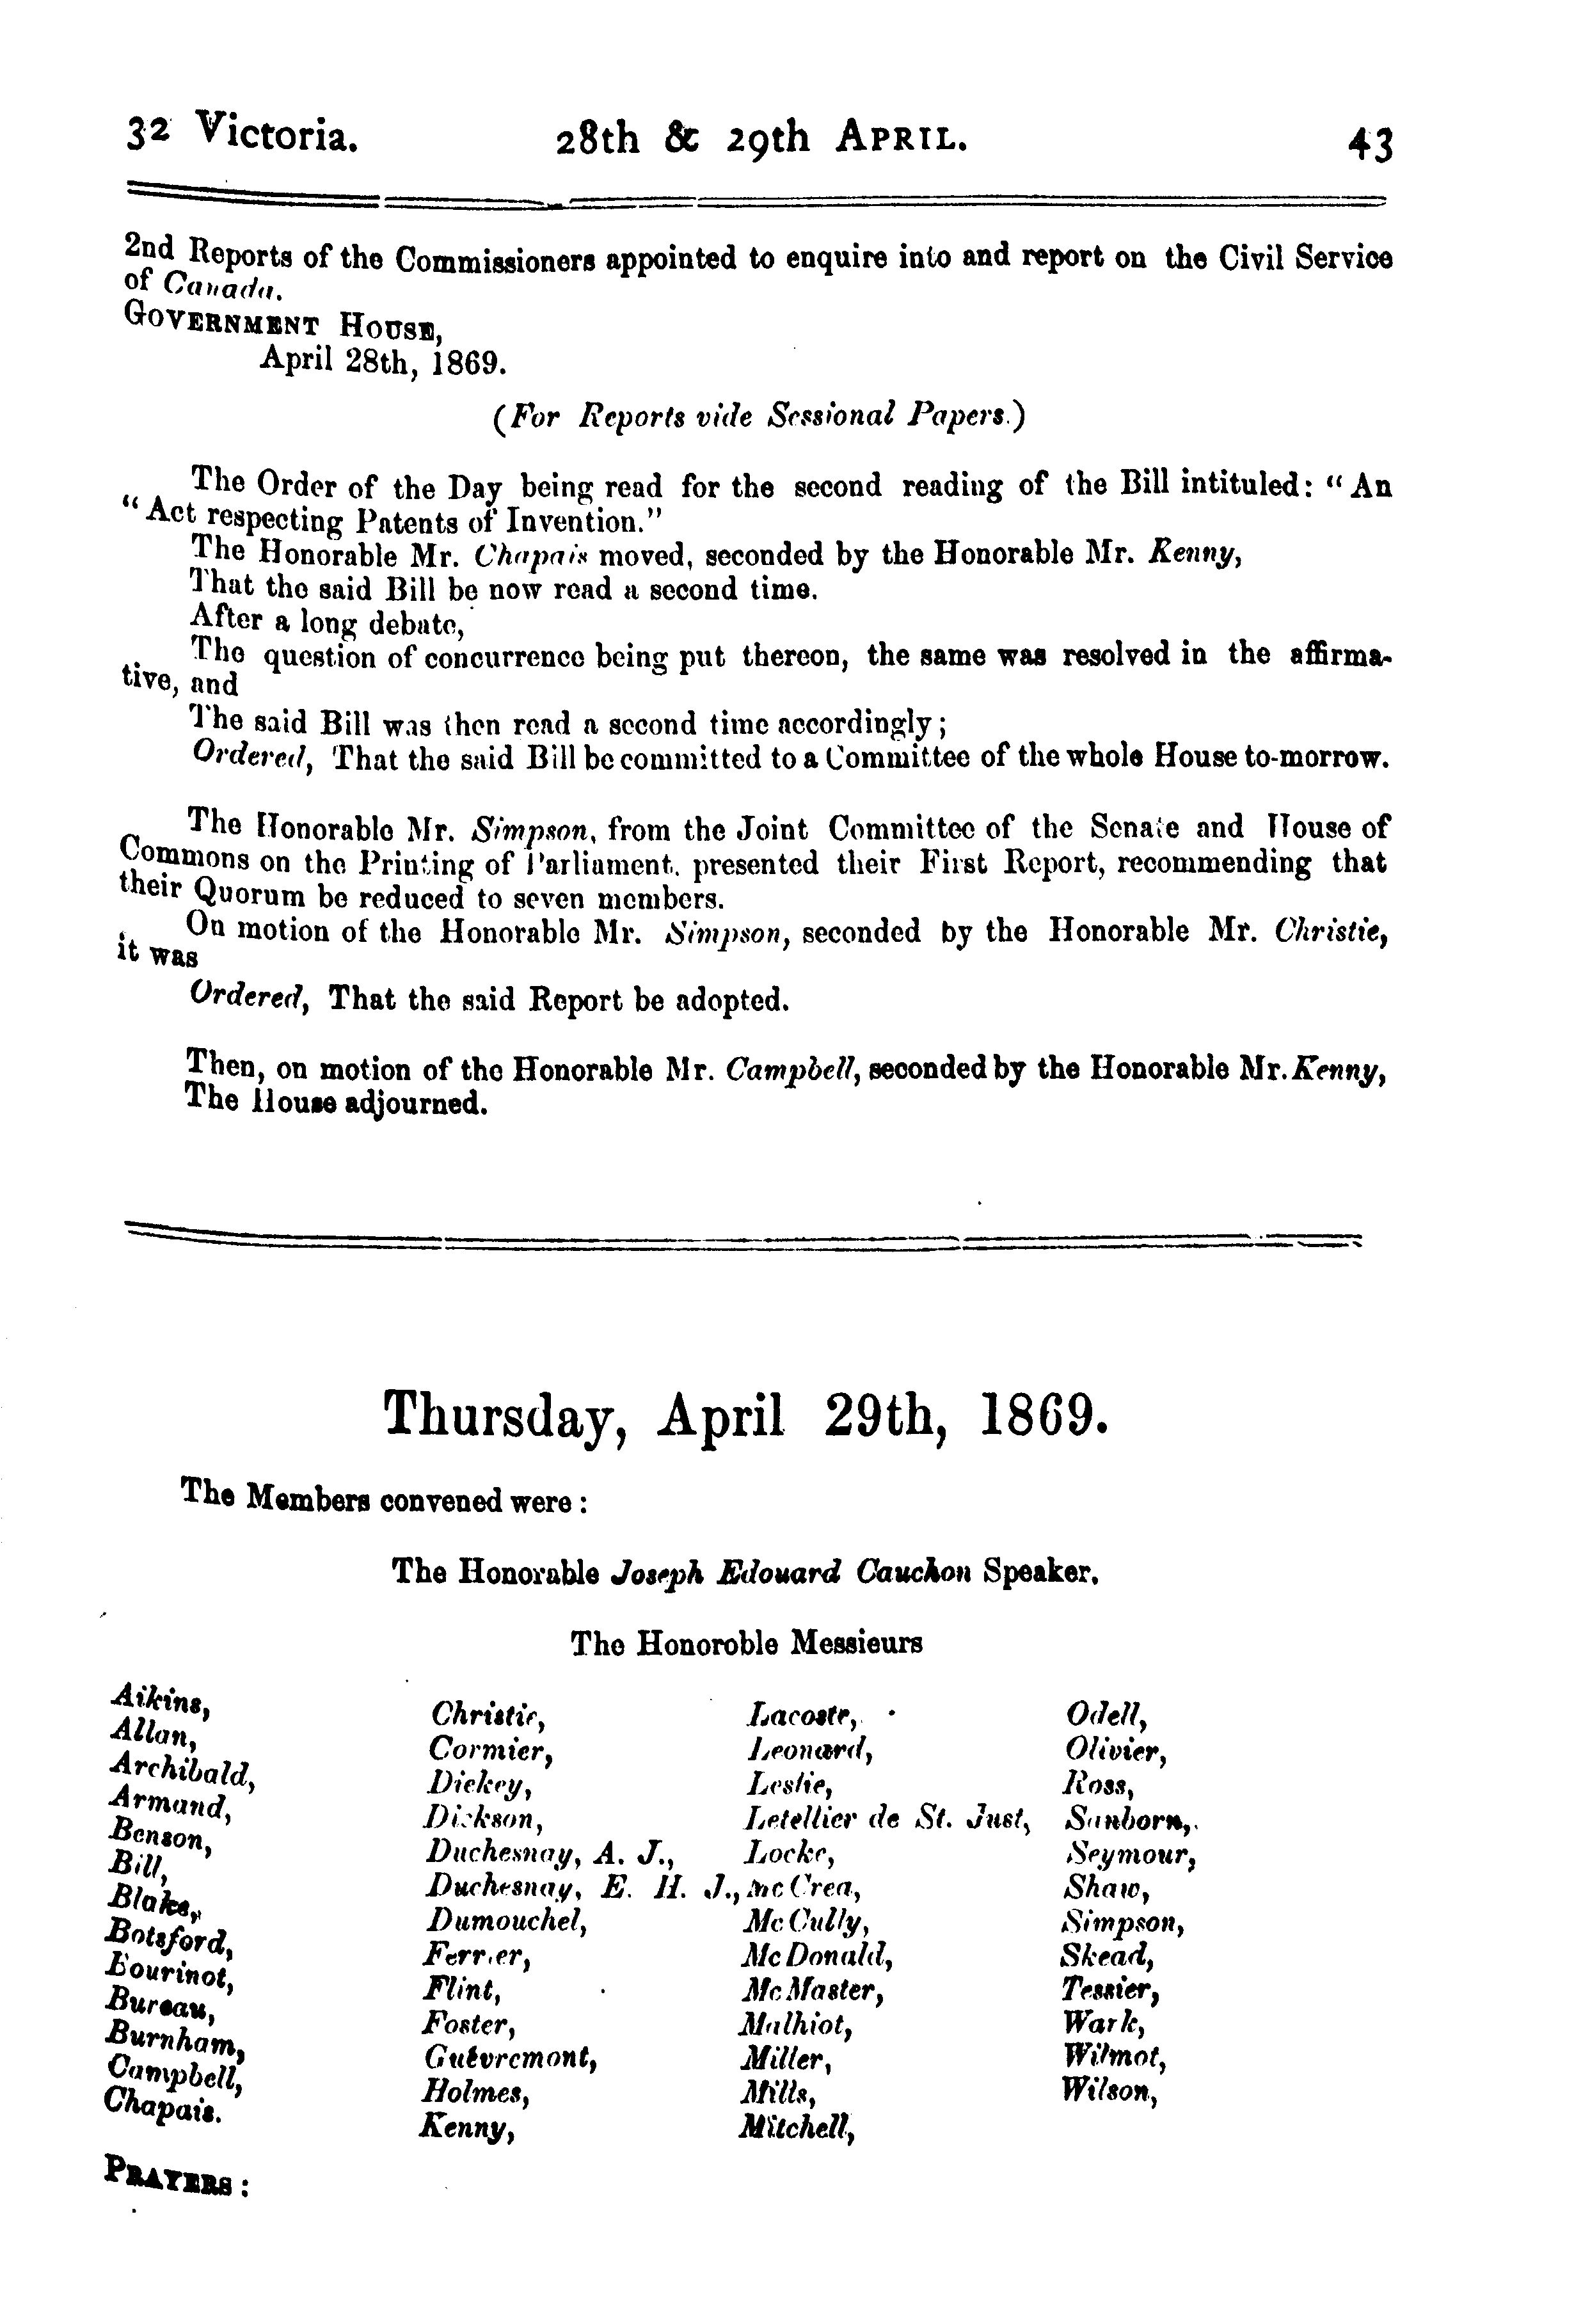 32 Victoria. 28th & 29th APRIL. 43
2nd Reports of the Commissioners appointed to enquire into and report on the Civil Service
of Canada.
GOVERNMENT HOUSE,
April 28th, 1869.
(For Reports vide Sessional Papers.)
The Order of the Day being read for the second reading of the Bill intituled: “ An
“ Act respecting Patents of Invention.”
The Honorable Mr. Chapais moved, seconded by the Honorable Mr. Kenny,
That the said Bill be now read a second time.
After a long debate,
The question of concurrence being put thereon, the same was resolved in the affirma-
tive, and
The said Bill was then read a second time accordingly;
Ordered, That the said Bill be committed to a Committee of the whole House to-morrow.
The Honorable Mr. Simpson, from the Joint Committee of the Senate and House of
Commons on the Printing of Parliament, presented their First Report, recommending that
their Quorum be reduced to seven members.
On motion of the Honorable Mr. Simpson, seconded by the Honorable Mr. Christie,
it was
Ordered, That the said Report be adopted.
Then, on motion of the Honorable Mr. Campbell, seconded by the Honorable Mr. Kenny,
The House adjourned.
Thursday, April 29th, 1869.
The Members convened were :
The Honorable Joseph Edouard Cauchon Speaker.
The Honoroble Messieurs
Aikins, Christie, Lacoste, Odell,
Allan, Cormier, Leonard, Olivier,
Archibald, Dickey, Leslie, Ross,
Armand, Dickson, Letellier de St. Just, Sanborn,
Benson, Duchesnay, A. J., Locke, Seymour,
Bill, Duchesnay, E. H. J., McCrea, Shaw,
Blake, Dumouchel, McCully, Simpson,
Botsford, Ferrier, McDonald, Skead,
Bourinot, Flint, McMaster, Tessier,
Bureau, Foster, Malhiot, Wark,
Burnham, Guevremont, Miller, Wilmot,
Campbell, Holmes, Mills, Wilson,
Chapais. Kenny, Mitchell,
PRAYERS :